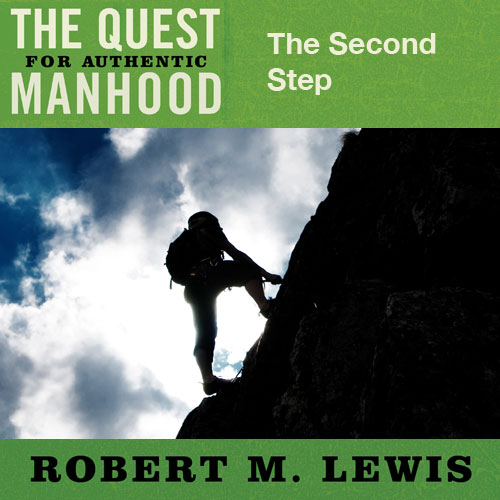 THE QUEST
FOR AUTHENTIC
MANHOOD
The Second
Step
ROBERT M. LEWIS